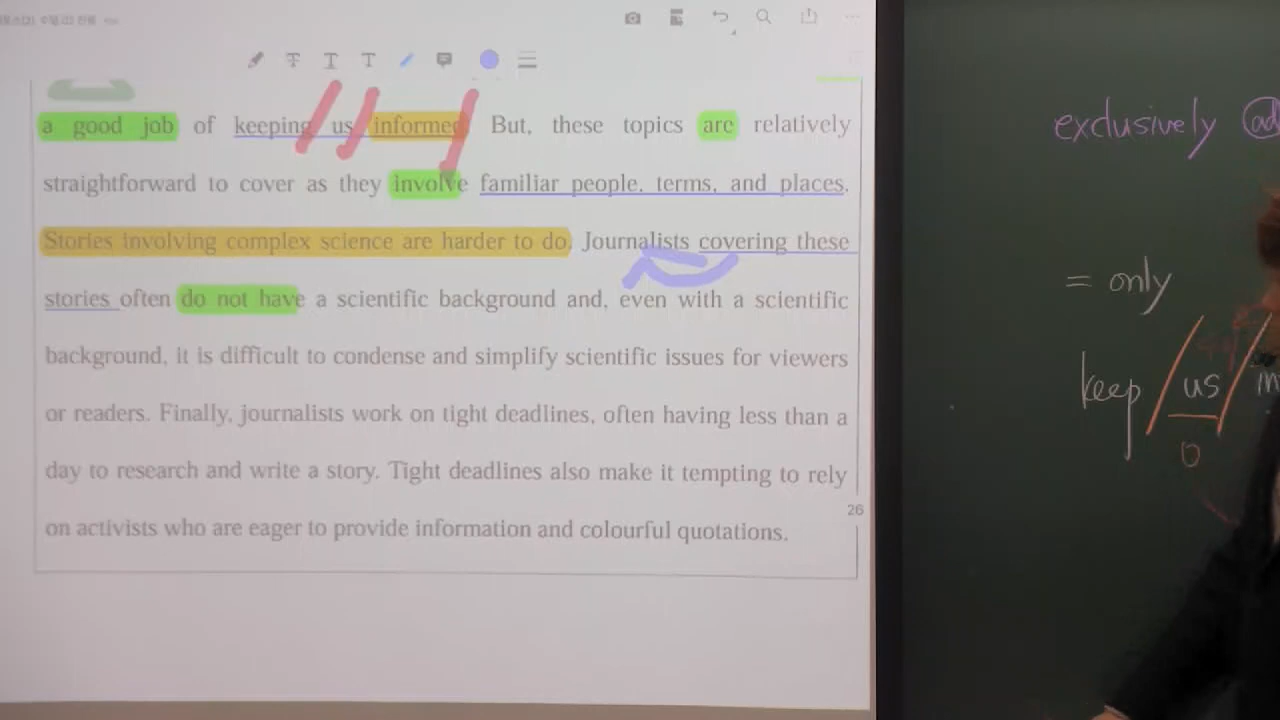 a good job of keeping us informed. But, these topics are relatively
straightforward to cover as they involve familiar people, terms, and places.
Stories involving complex science are harder to do. Journalists covering these
stories often do not have a scientific background and, even with a scientific
background, it is difficult to condense and simplify scientific issues for viewers
or readers. Finally, journalists work on tight deadlines, often having less than a
day to research and write a story. Tight deadlines also make it tempting to rely
26
on activists who are eager to provide information and colourful quotations.
exclusively ad
= only
keep / us /
O